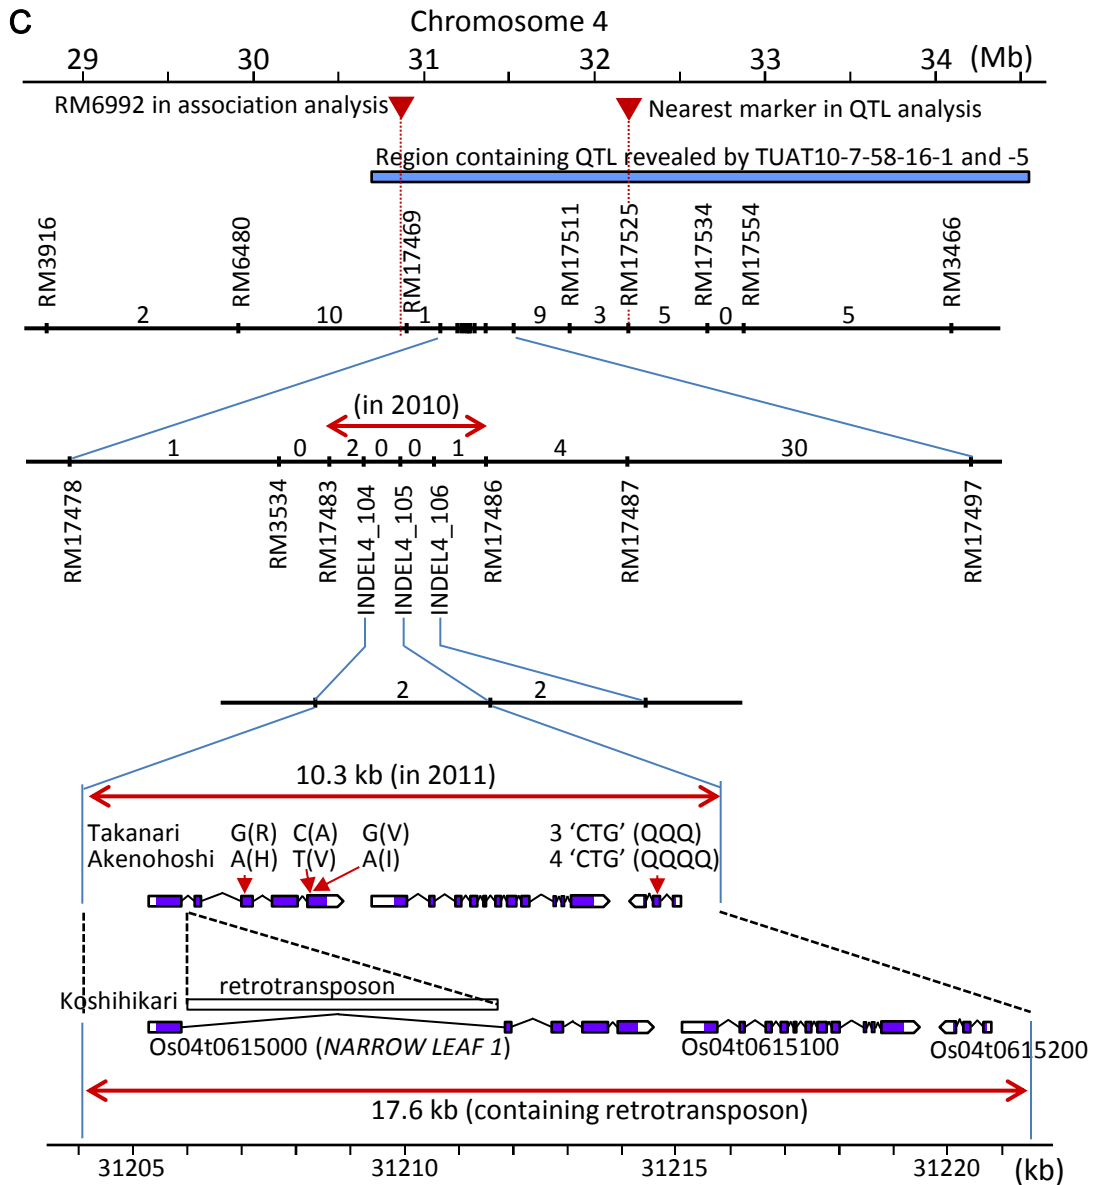 C
Chromosome 4
29 30 31 32 33 34 (Mb)
RM6992 in association analysis
Nearest marker in QTL analysis
Region containing QTL revealed by TUAT10-7-58-16-1 and -5
RM3916 RM6480 RM17469 RM17511 RM17525 RM17534 RM17554 RM3466
2 10 1 9 3 5 0 5
(in 2010)
1 0 2 0 0 1 4 30
RM17478 RM3534 RM17483 INDEL4_104 INDEL4_105 INDEL4_106 RM17486 RM17487 RM17497
2 2
10.3 kb (in 2011)
Takanari G(R) C(A) G(V) 3 ‘CTG’ (QQQ)
Akenohoshi A(H) T(V) A(I) 4 ‘CTG’ (QQQQ)
retrotransposon
Koshihikari
Os04t0615000 (NARROW LEAF 1) Os04t0615100 Os04t0615200
17.6 kb (containing retrotransposon)
31205 31210 31215 31220 (kb)